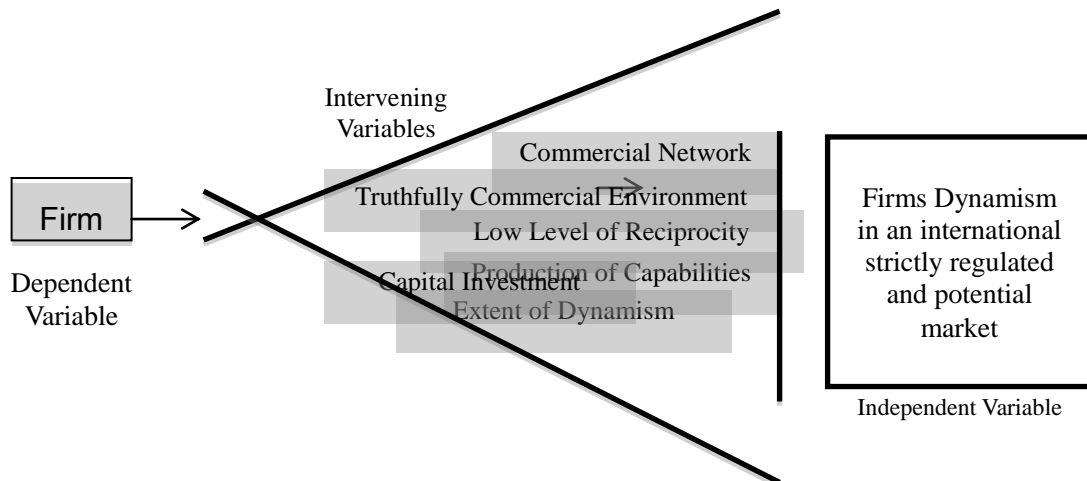 Intervening
Variables
Commercial Network
Truthfully Commercial Environment
Low Level of Reciprocity
Production of Capabilities
Capital Investment
Extent of Dynamism
Firm
Dependent
Variable
Firms Dynamism
in an international
strictly regulated
and potential
market
Independent Variable